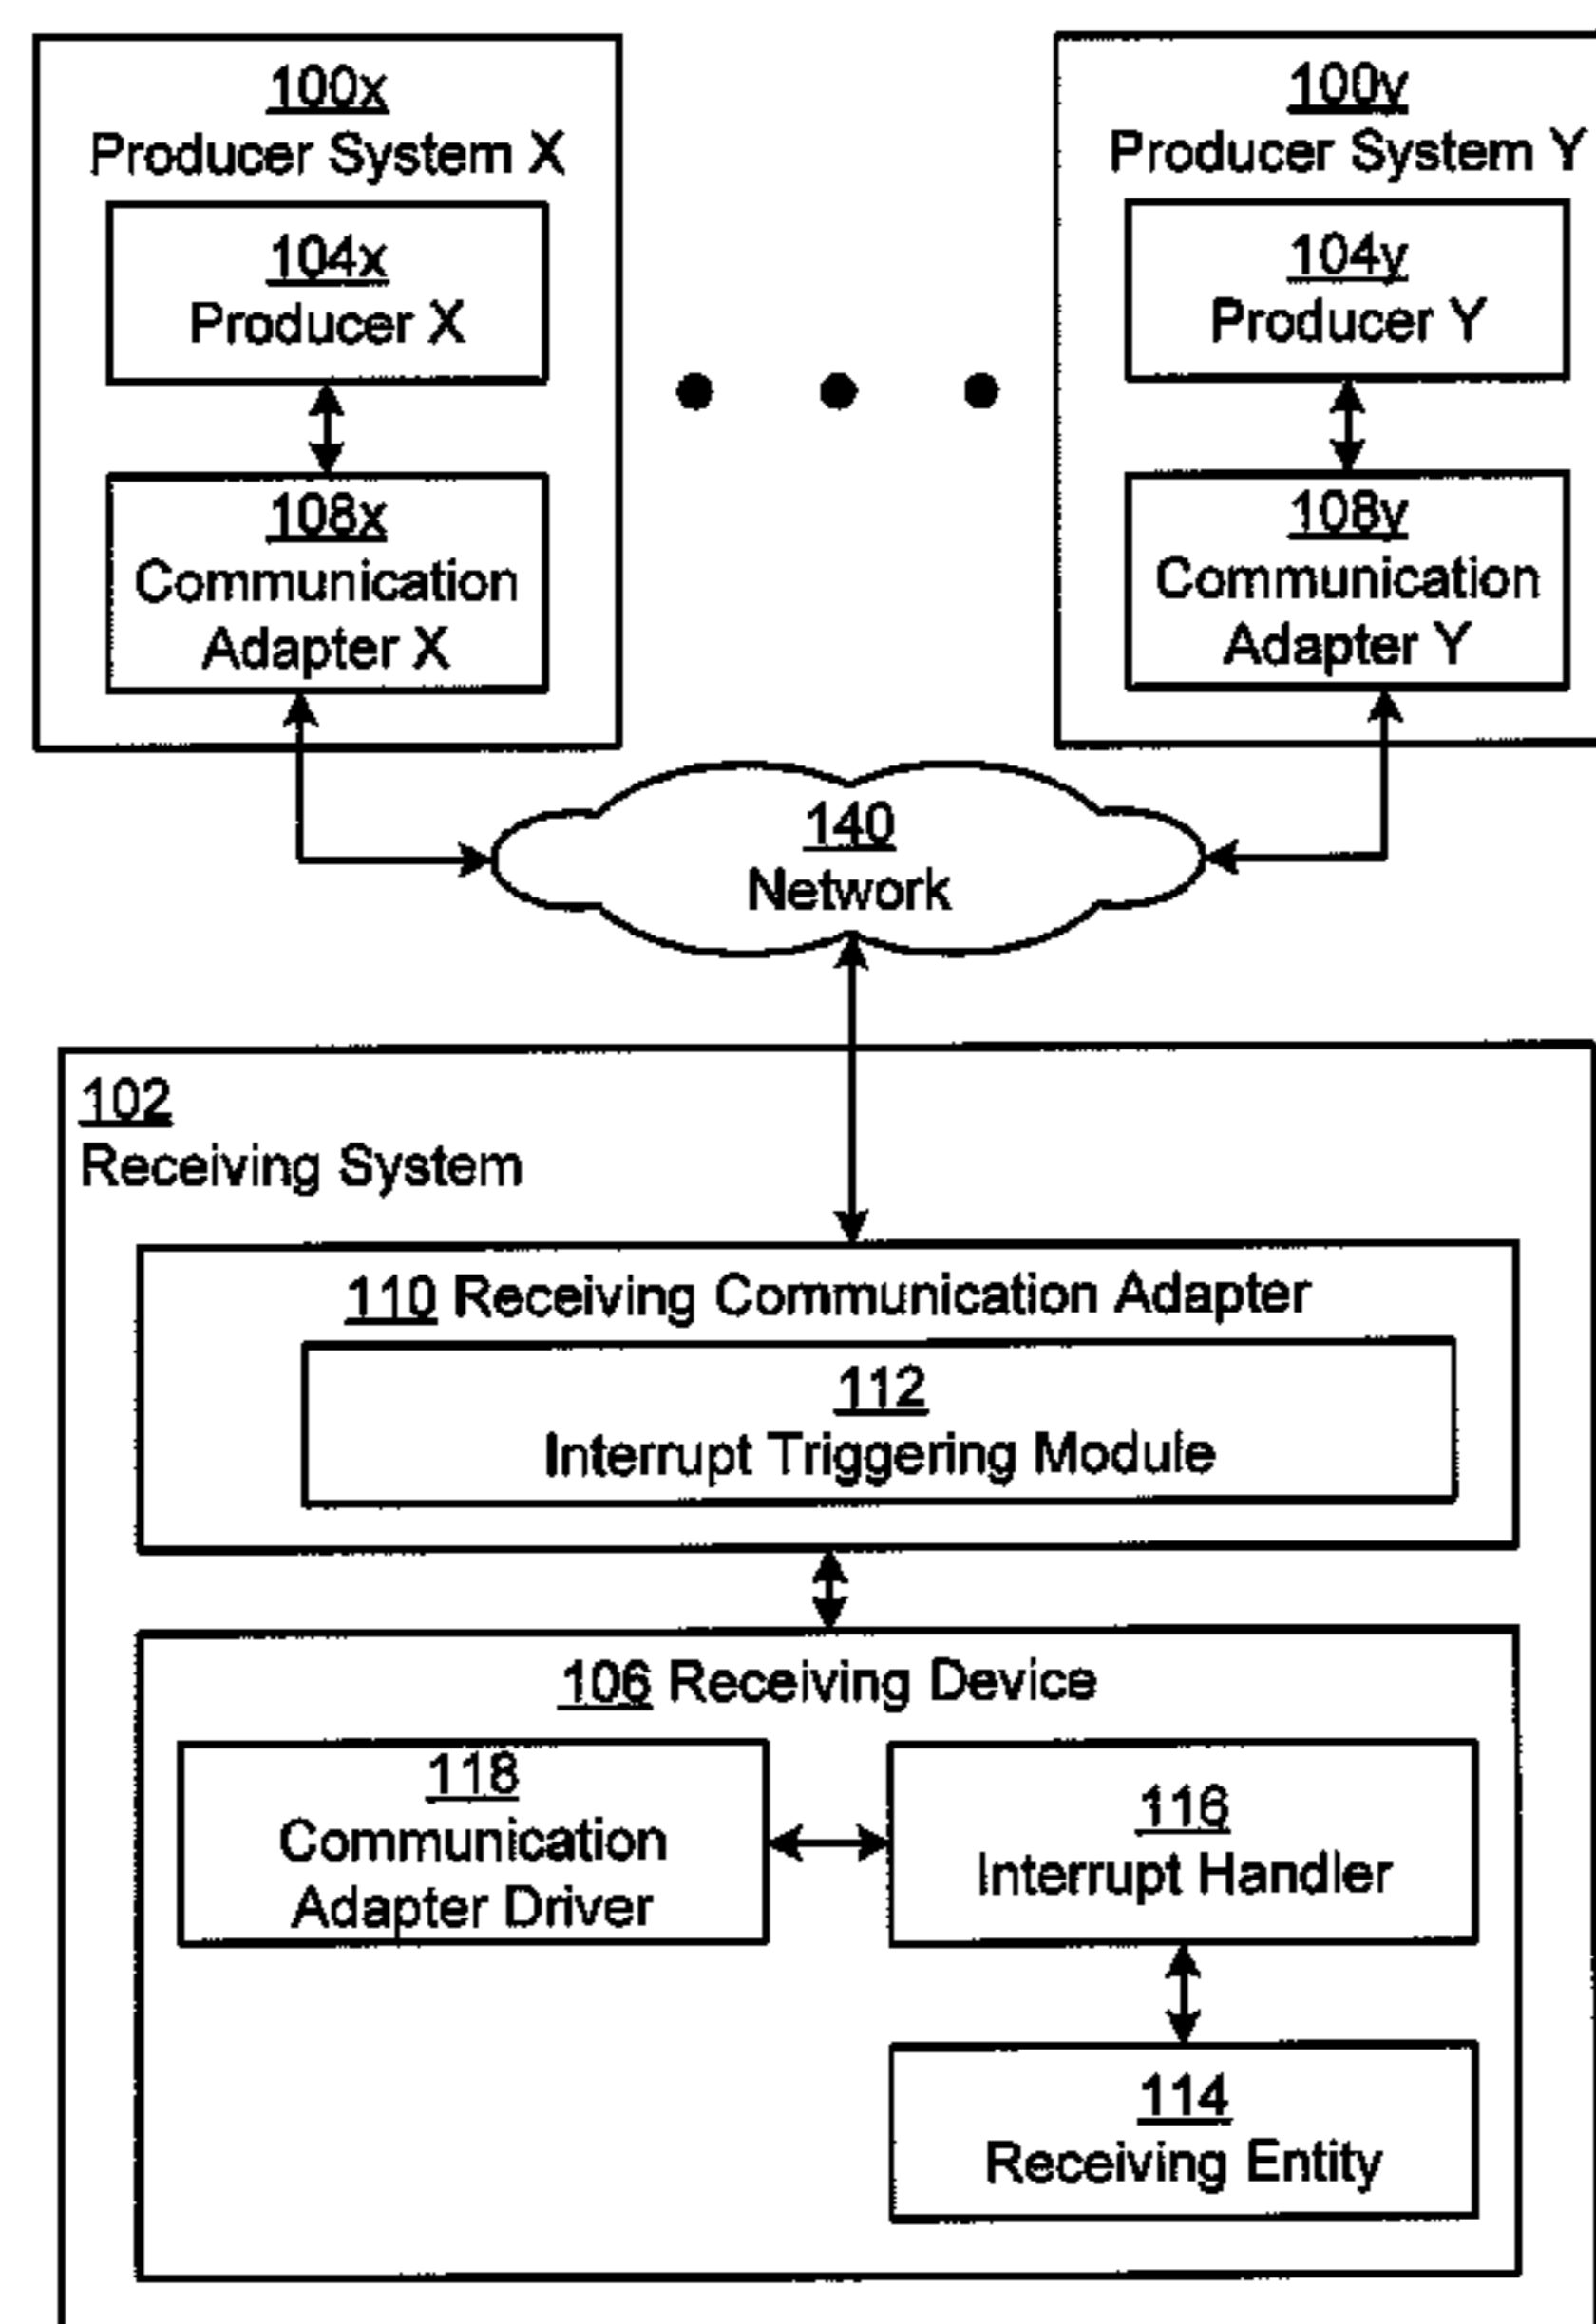 100x
Producer System X
104x
Producer X
108x
Communication
Adapter X
100y
Producer System Y
104y
Producer Y
108y
Communication
Adapter Y
140
Network
102
Receiving System
110 Receiving Communication Adapter
112
Interrupt Triggering Module
106 Receiving Device
118
Communication
Adapter Driver
116
Interrupt Handler
114
Receiving Entity